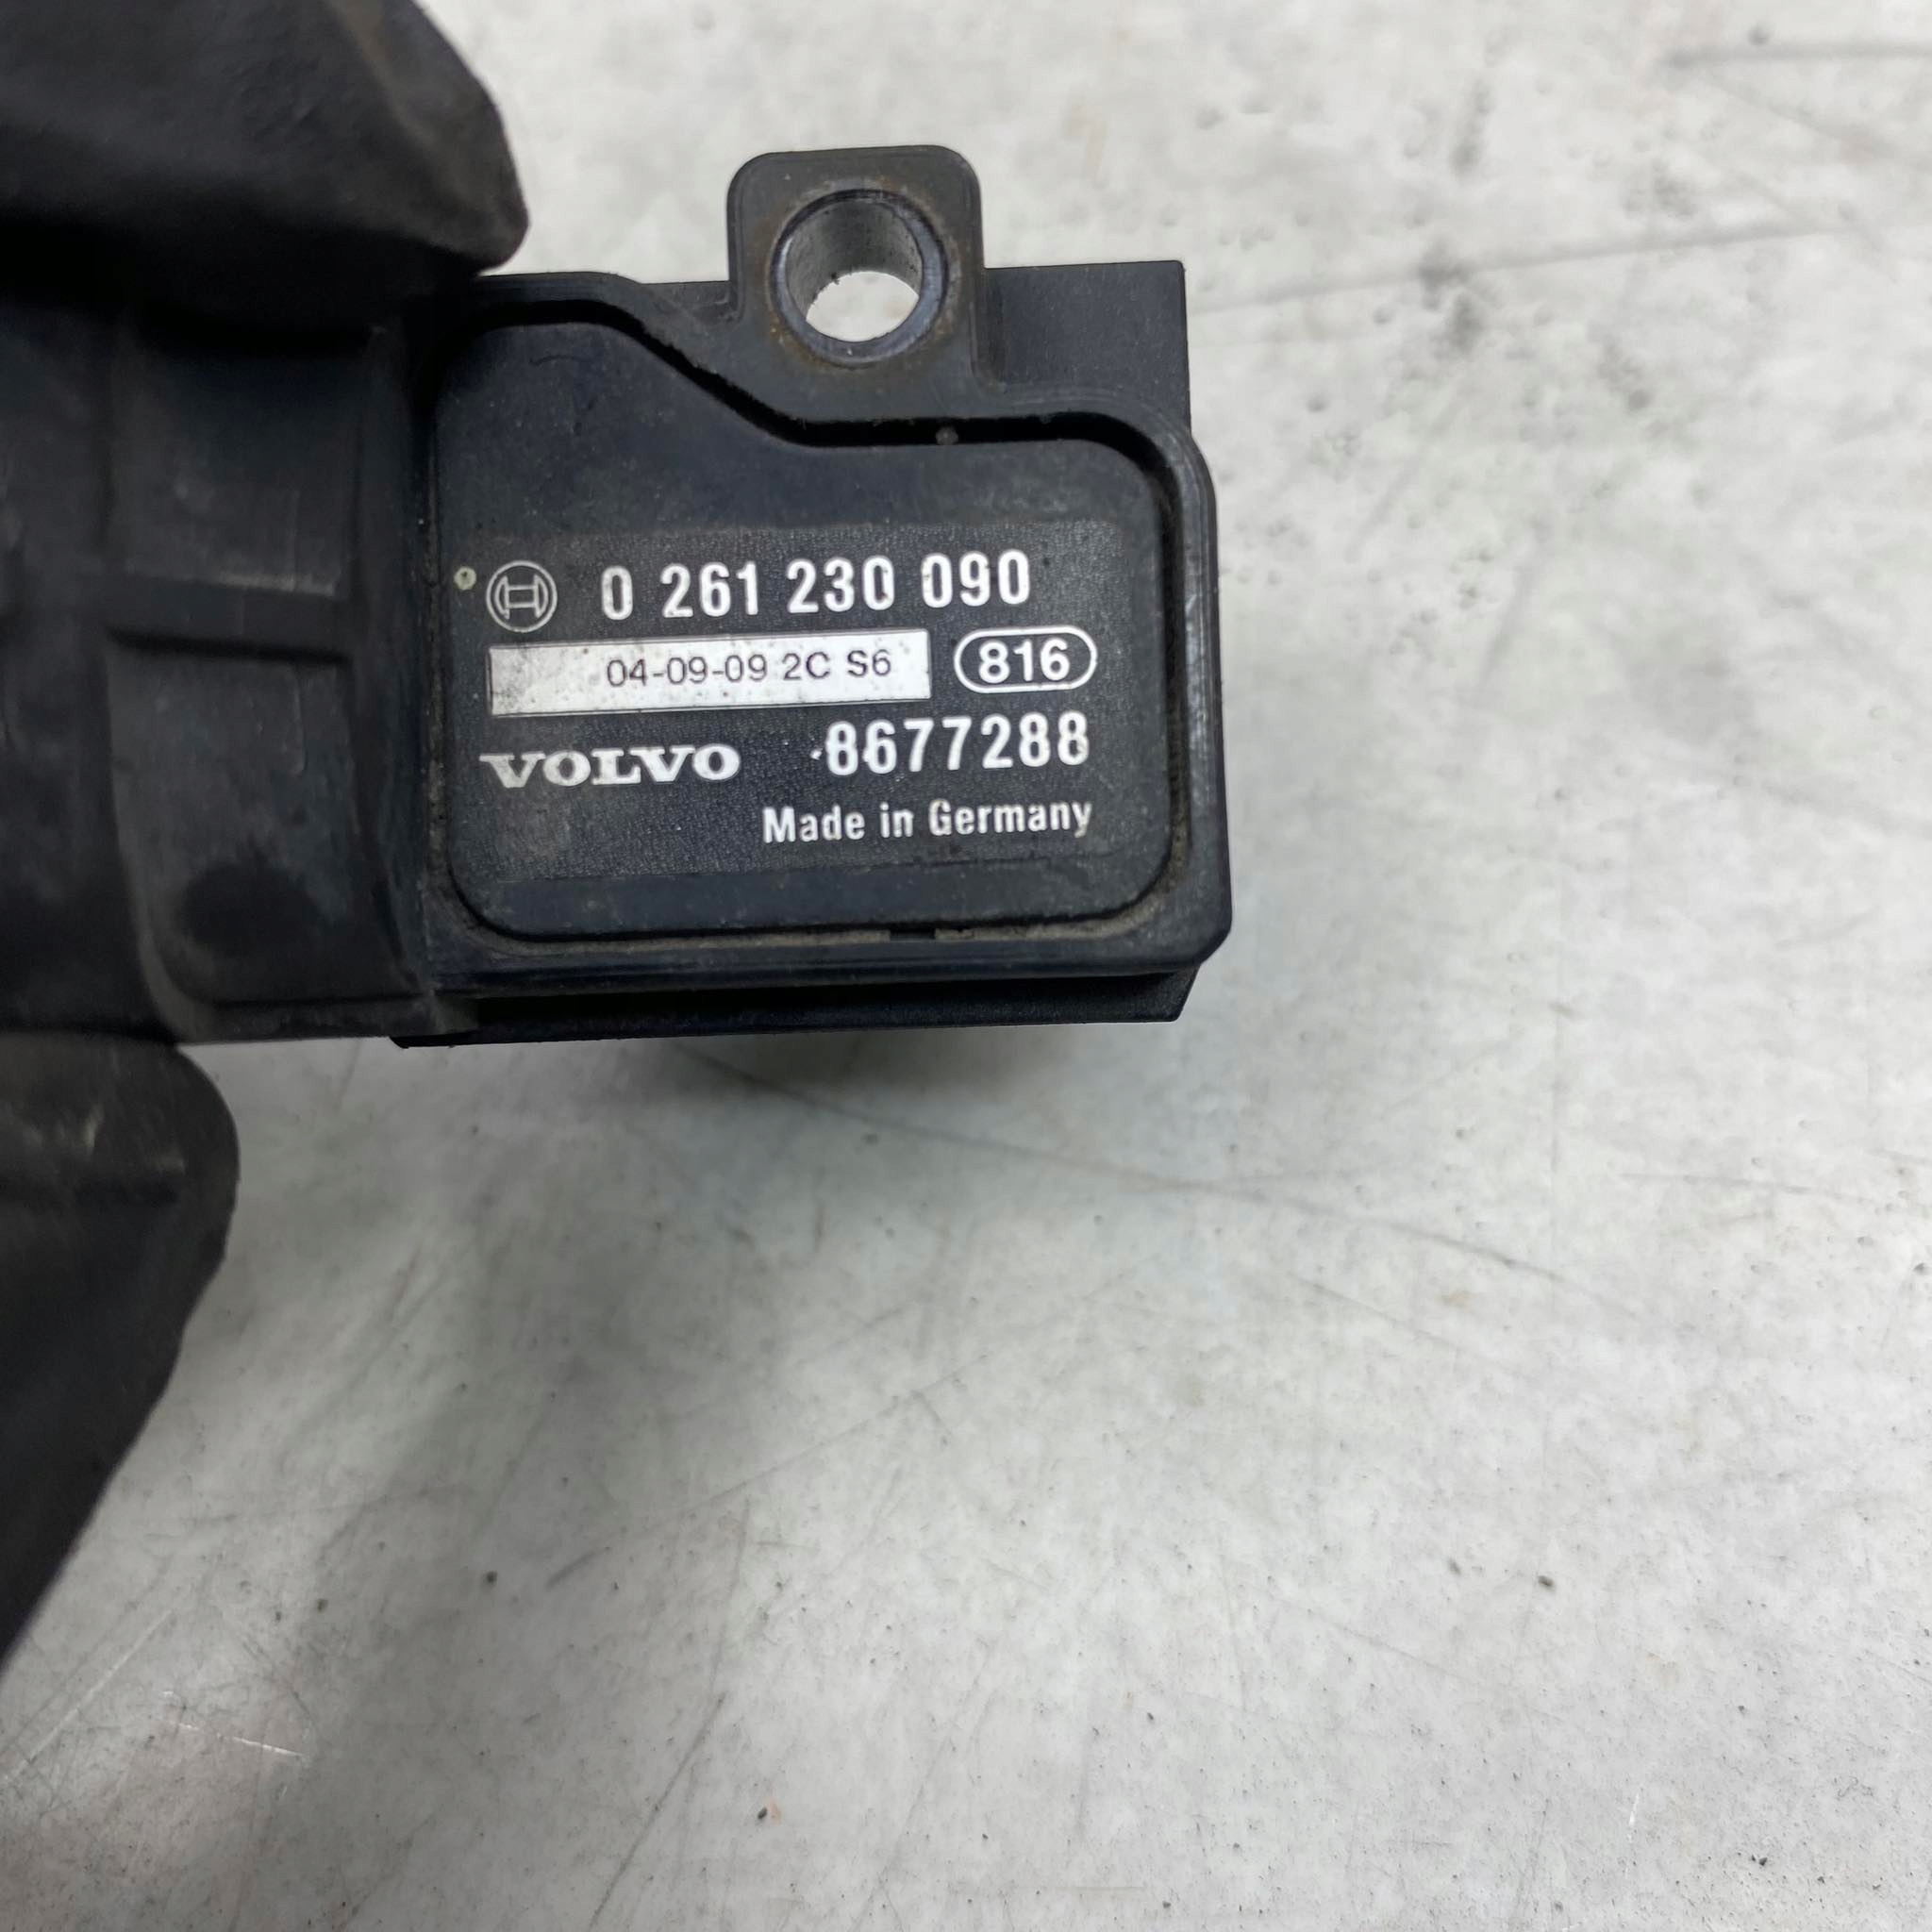 0 261 230 090
04-09-09 2C S6 816
VOLVO 8677288
Made in Germany